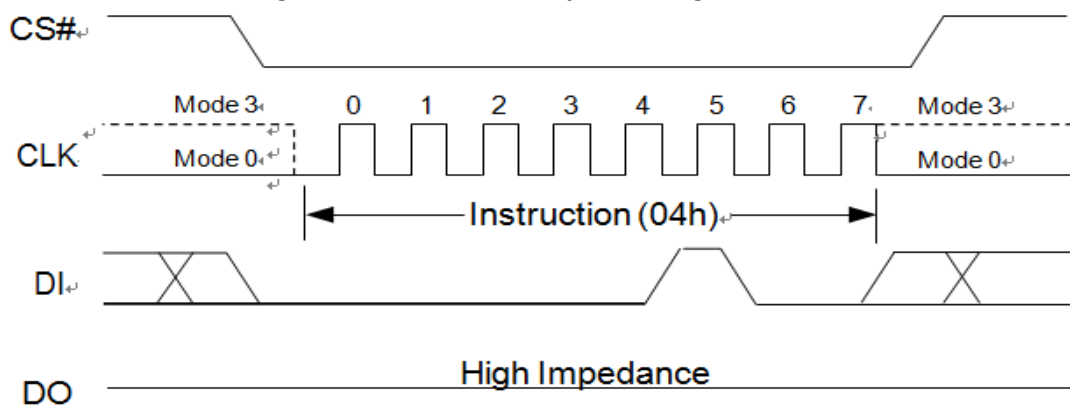 CS#
Mode 3 0 1 2 3 4 5 6 7 Mode 3
CLK Mode 0 Mode 0
Instruction (04h)
DI
DO High Impedance